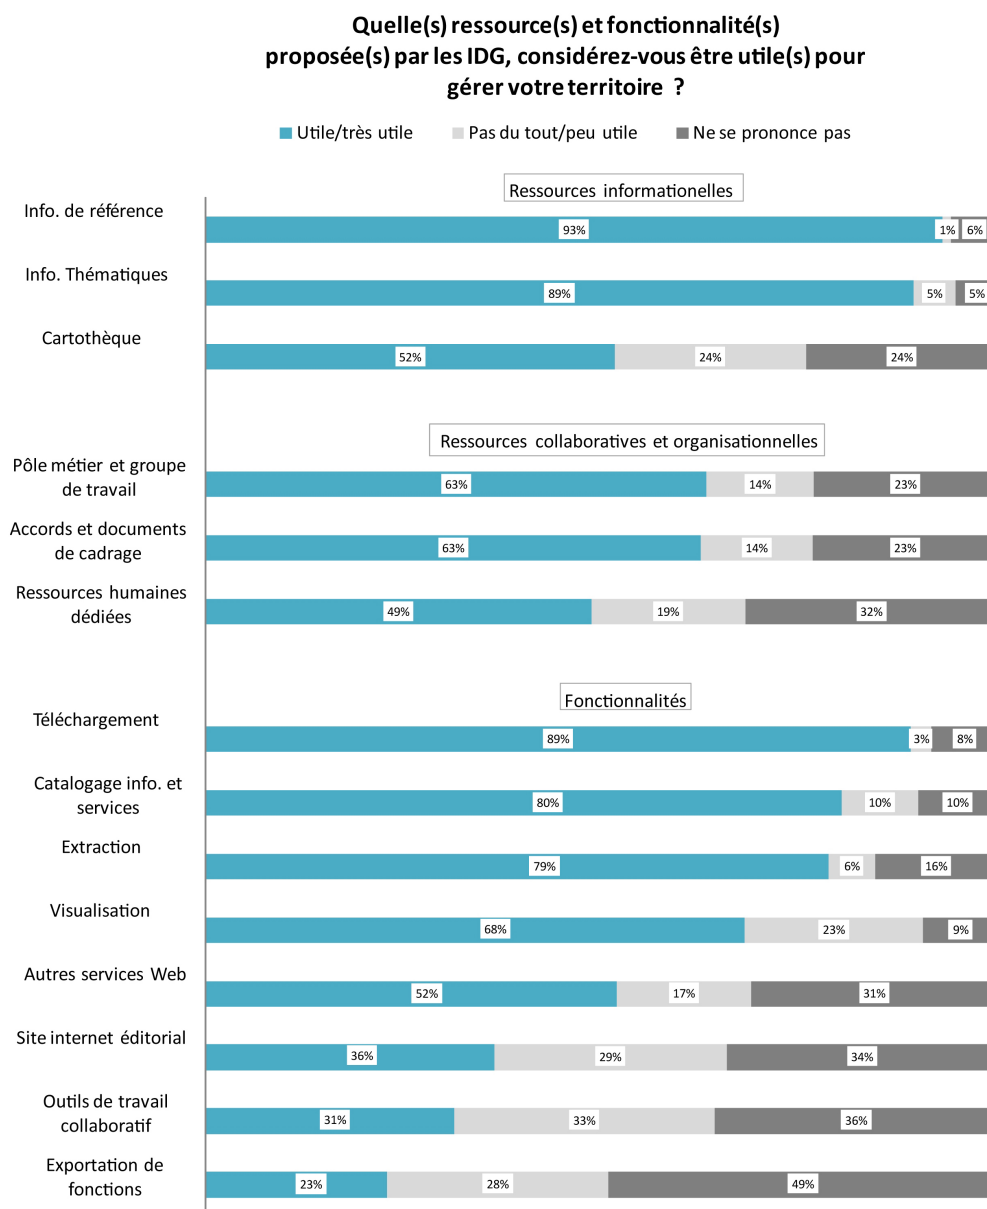 Quelle(s) ressource(s) et fonctionnalité(s)
proposée(s) par les IDG, considérez-vous être utile(s) pour
gérer votre territoire ?
Utile/très utile
Pas du tout/peu utile
Ne se prononce pas
Ressources informationelles
Info. de référence
93%
1%
6%
Info. Thématiques
89%
5%
5%
Cartothèque
52%
24%
24%
Ressources collaboratives et organisationnelles
Pôle métier et groupe
de travail
63%
14%
23%
Accords et documents
de cadrage
63%
14%
23%
Ressources humaines
dédiées
49%
19%
32%
Fonctionnalités
Téléchargement
89%
3%
8%
Catalogage info. et
services
80%
10%
10%
Extraction
79%
6%
16%
Visualisation
68%
23%
9%
Autres services Web
52%
17%
31%
Site internet éditorial
36%
29%
34%
Outils de travail
collaboratif
31%
33%
36%
Exportation de
fonctions
23%
28%
49%